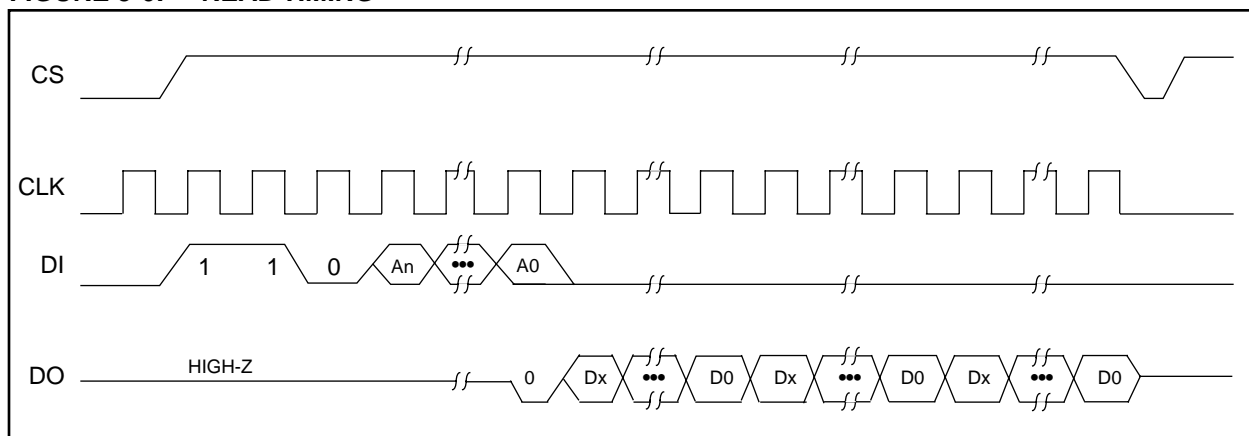 CS
CLK
DI 1 1 0 An ••• A0
DO HIGH-Z 0 Dx ••• D0 Dx ••• D0 Dx ••• D0